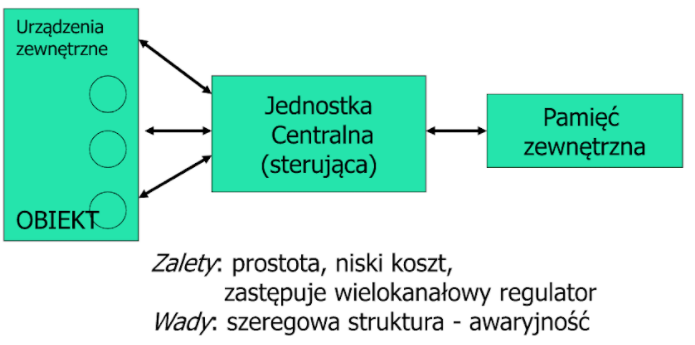 Urządzenia
zewnętrzne
OBIEKT
Jednostka
Centralna
(sterująca)
Pamięć
zewnętrzna
Zalety: prostota, niski koszt,
zastępuje wielokanałowy regulator
Wady: szeregowa struktura - awaryjność